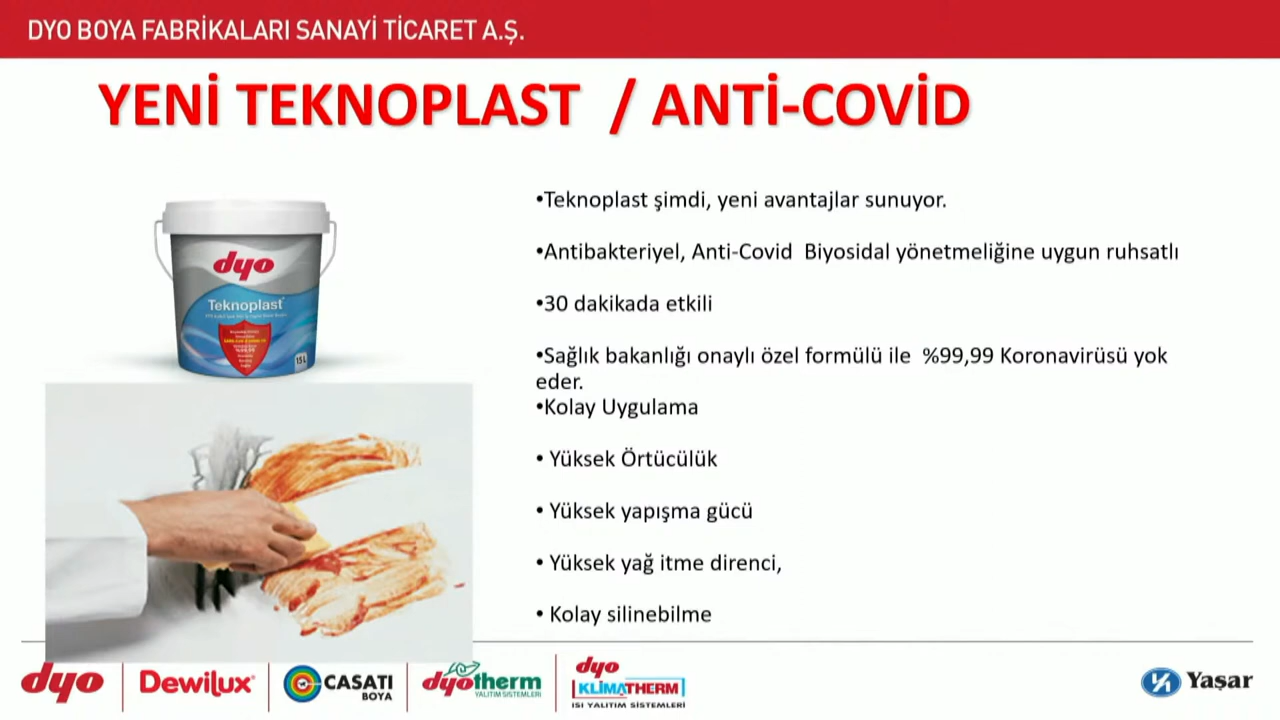 DYO BOYA FABRİKALARI SANAYİ TİCARET A.Ş.
YENİ TEKNOPLAST / ANTİ-COVİD
•Teknoplast şimdi, yeni avantajlar sunuyor.
•Antibakteriyel, Anti-Covid Biyosidal yönetmeliğine uygun ruhsatlı
•30 dakikada etkili
•Sağlık bakanlığı onaylı özel formülü ile %99,99 Koronavirüsü yok
eder.
•Kolay Uygulama
• Yüksek Örtücülük
• Yüksek yapışma gücü
• Yüksek yağ itme direnci,
• Kolay silinebilme
dyo
Teknoplast
%99,99
15L
dyo
Dewilux
CASATI
BOYA
dyotherm
YALITIM SİSTEMLERİ
dyo
KLİMATHERM
ISI YALITIM SİSTEMLERİ
Yaşar